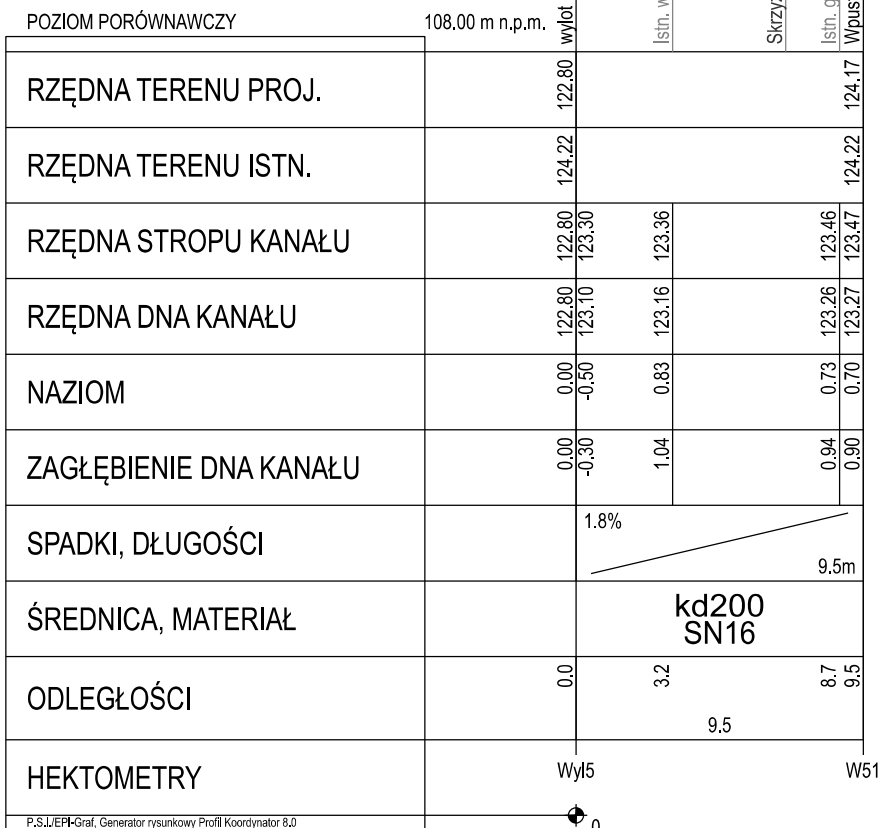 POZIOM PORÓWNAWCZY 108.00 m n.p.m. wylot Istn. Skrzy Istn. Wpus
RZĘDNA TERENU PROJ. 122.80 124.17
RZĘDNA TERENU ISTN. 124.22 124.22
RZĘDNA STROPU KANAŁU 122.80 123.30 123.36 123.46 123.47
RZĘDNA DNA KANAŁU 122.80 123.10 123.16 123.26 123.27
NAZIOM 0.00 -0.50 0.83 0.73 0.70
ZAGŁĘBIENIE DNA KANAŁU 0.00 -0.30 1.04 0.94 0.90
SPADKI, DŁUGOŚCI 1.8% 9.5m
ŚREDNICA, MATERIAŁ kd200
SN16
ODLEGŁOŚCI 0.0 3.2 8.7 9.5
9.5
HEKTOMETRY Wyl5 W51
P.S.I./EPI-Graf, Generator rysunkowy Profil Koordynator 8.0 0